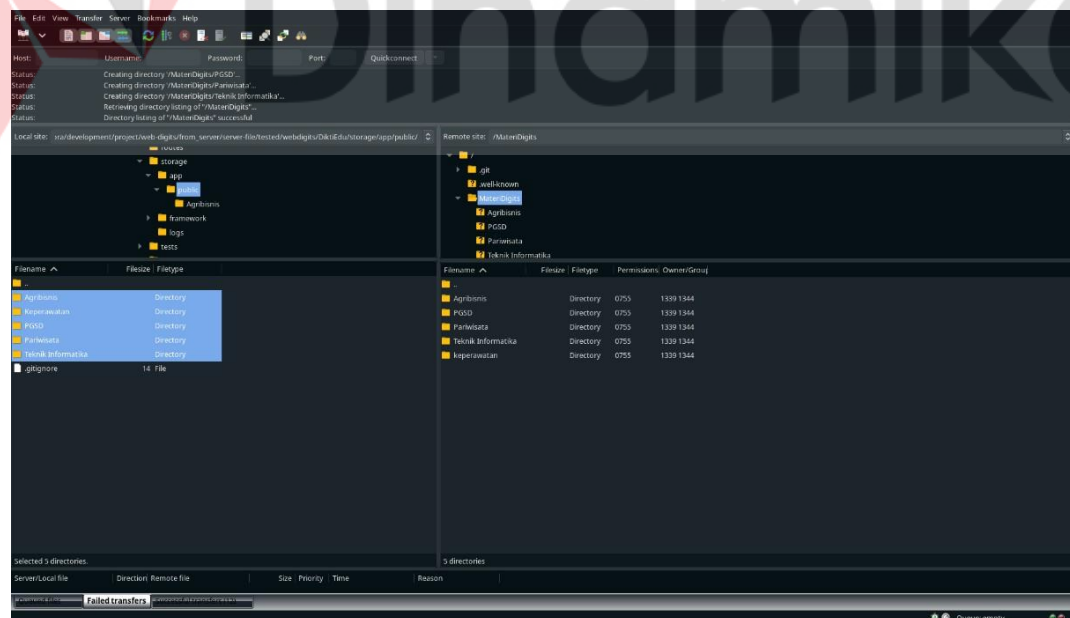 Dinamika
File Edit View Transfer Server Bookmarks Help
Host: Username: Password: Port: Quickconnect
Status: Creating directory '/MateriDigits/PGSD'...
Status: Creating directory '/MateriDigits/Pariwisata'...
Status: Creating directory '/MateriDigits/Teknik Informatika'...
Status: Retrieving directory listing of "/MateriDigits"...
Status: Directory listing of "/MateriDigits" successful
Local site: /development/project/web-digits/from_server/server-file/tested/webdigits/DiktiEdu/storage/app/public/
routes
storage
app
public
Agribisnis
framework
logs
tests
Filename Filesize Filetype
..
Agribisnis Directory
Keperawatan Directory
PGSD Directory
Pariwisata Directory
Teknik Informatika Directory
.gitignore 14 File
Selected 5 directories.
Remote site: /MateriDigits
/
.git
.well-known
MateriDigits
Agribisnis
PGSD
Pariwisata
Teknik Informatika
Filename Filesize Filetype Permissions Owner/Group
..
Agribisnis Directory 0755 1339 1344
PGSD Directory 0755 1339 1344
Pariwisata Directory 0755 1339 1344
Teknik Informatika Directory 0755 1339 1344
keperawatan Directory 0755 1339 1344
5 directories
Server/Local file Direction Remote file Size Priority Time Reason
Failed transfers
Queue: empty